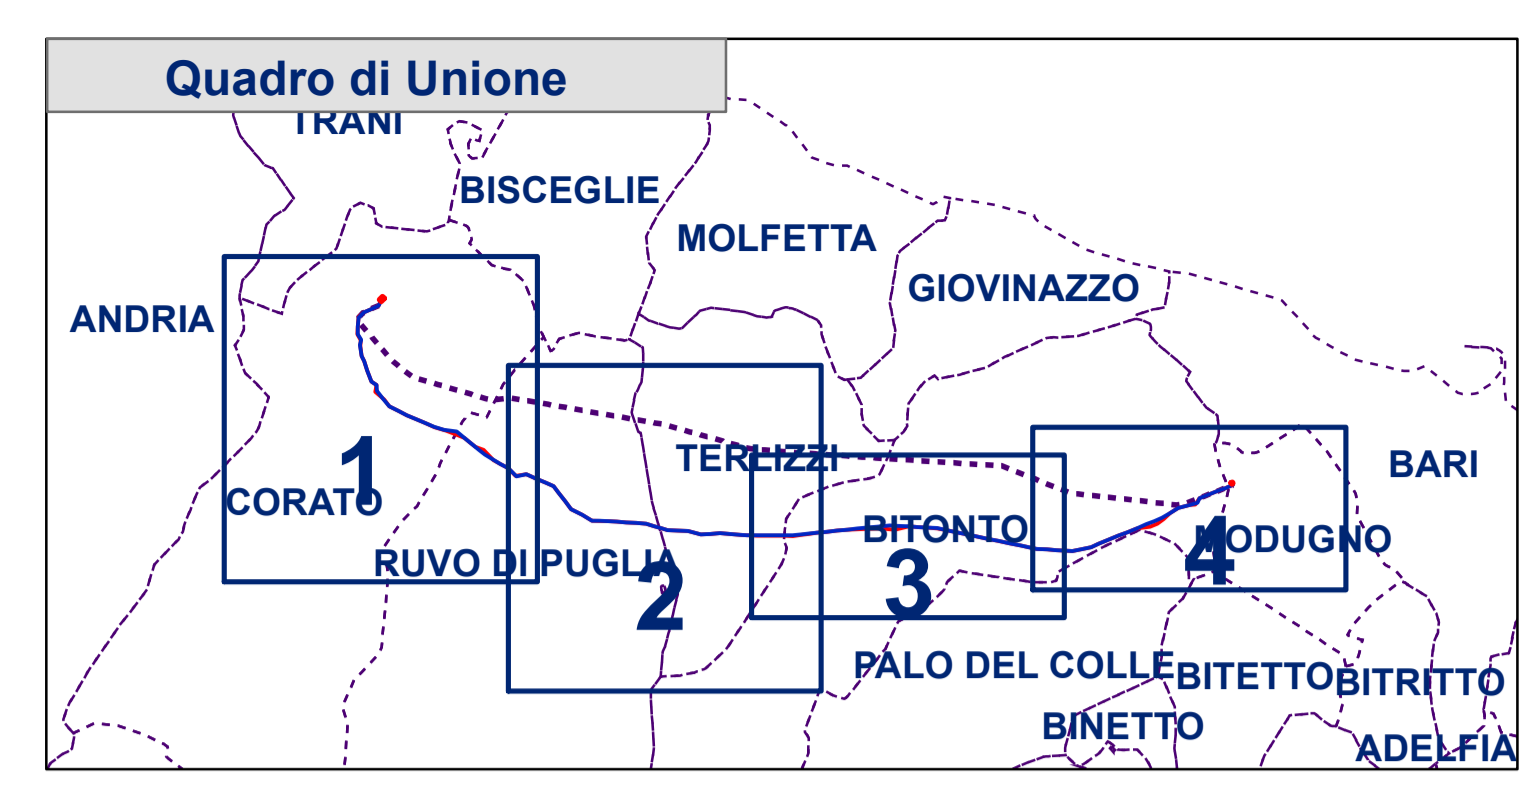 Quadro di Unione
TRANI
BISCEGLIE
MOLFETTA
GIOVINAZZO
ANDRIA
1
TERLIZZI
BARI
CORATO
BITONTO
MODUGNO
RUVO DI PUGLIA
4
2
3
PALO DEL COLLE
BITETTO
BITRITTO
BINETTO
ADELFIA